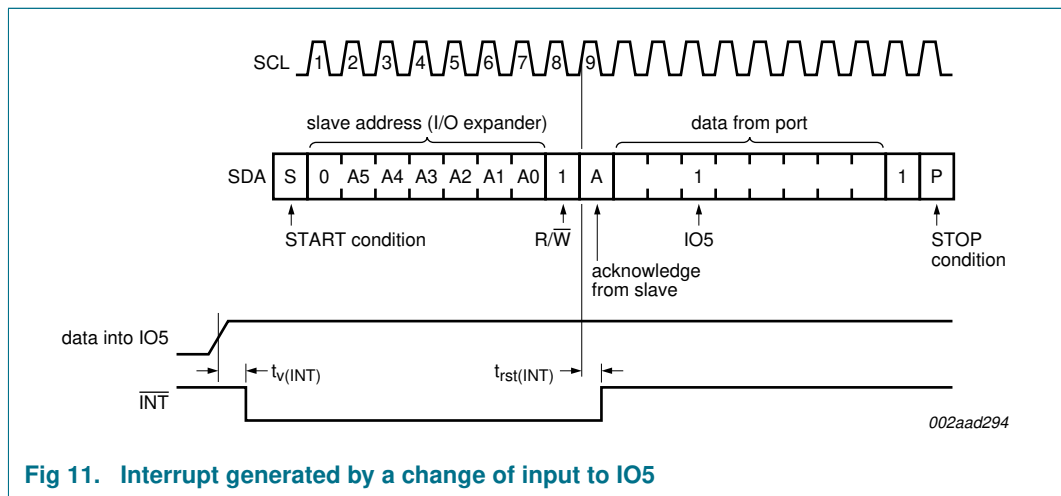 SCL 1 2 3 4 5 6 7 8 9
slave address (I/O expander) data from port
SDA S 0 A5 A4 A3 A2 A1 A0 1 A 1 1 P
START condition R/W̅ IO5 STOP
condition
acknowledge
from slave
data into IO5
tv(INT) trst(INT)
I̅N̅T̅
002aad294
Fig 11. Interrupt generated by a change of input to IO5